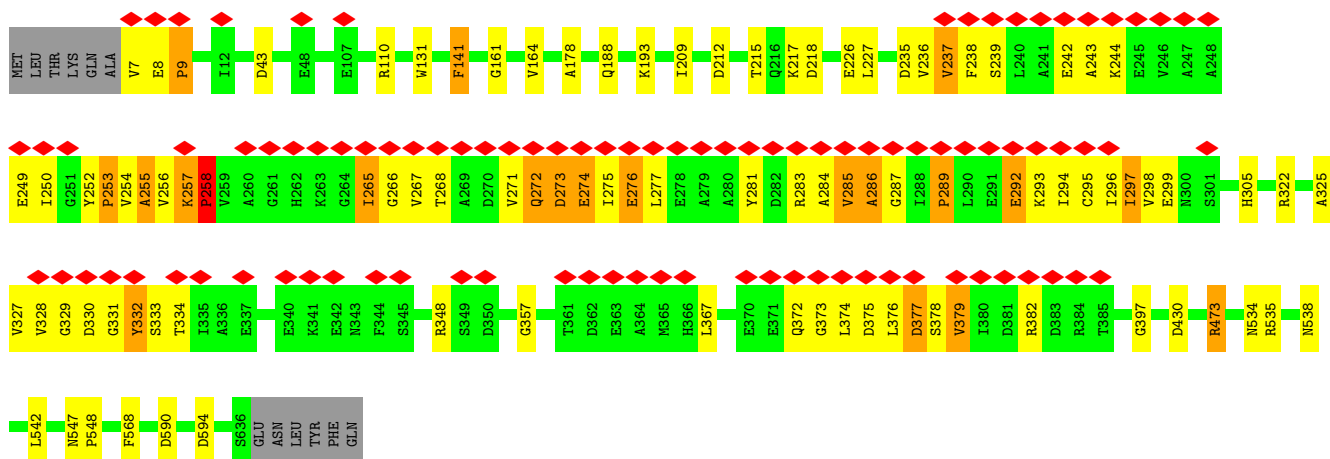 MET LEU THR LYS GLN ALA V7 E8 P9 I12 D43 E48 E107 R110 W131 F141 G161 V164 A178 Q188 K193 I209 D212 T215 Q216 K217 D218 E226 L227 D235 V236 V237 F238 S239 L240 A241 E242 A243 K244 E245 V246 A247 A248
E249 I250 G251 Y252 P253 V254 A255 V256 K257 P258 V259 A260 G261 H262 K263 G264 I265 G266 V267 T268 A269 D270 V271 Q272 D273 E274 I275 E276 L277 E278 A279 A280 Y281 D282 R283 A284 V285 A286 G287 I288 P289 L290 E291 E292 K293 I294 C295 I296 I297 V298 E299 N300 S301 H305 R322 A325
V327 V328 G329 D330 G331 Y332 S333 T334 I335 A336 E337 E340 K341 E342 N343 F344 S345 R348 S349 D350 G357 T361 D362 E363 A364 M365 H366 L367 E370 E371 Q372 G373 L374 D375 L376 D377 S378 V379 I380 D381 R382 D383 R384 T385 G397 D430 R473 N534 R535 N538
L542 N547 P548 F568 D590 D594 S636 GLU ASN LEU TYR PHE GLN